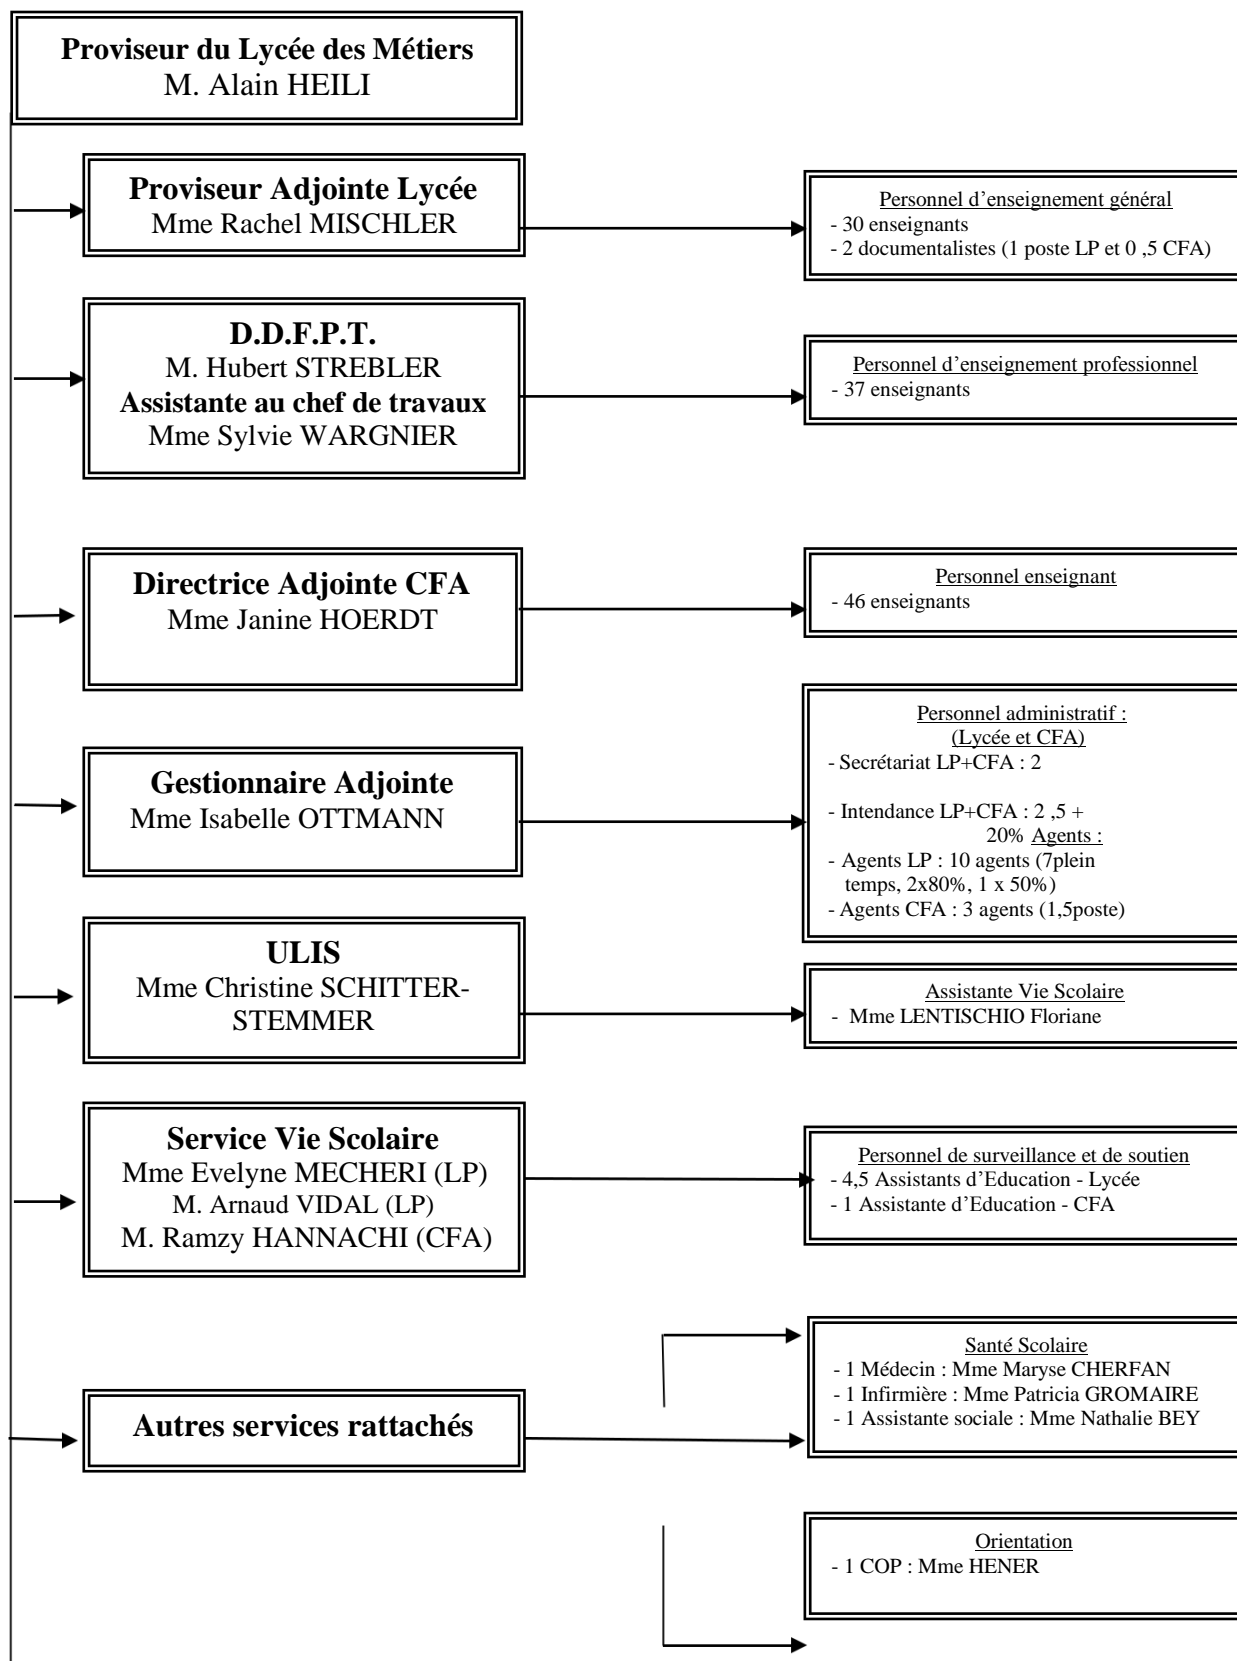 Proviseur du Lycée des Métiers
M. Alain HEILI
Proviseur Adjointe Lycée
Mme Rachel MISCHLER
Personnel d’enseignement général
- 30 enseignants
- 2 documentalistes (1 poste LP et 0 ,5 CFA)
D.D.F.P.T.
M. Hubert STREBLER
Assistante au chef de travaux
Mme Sylvie WARGNIER
Personnel d’enseignement professionnel
- 37 enseignants
Directrice Adjointe CFA
Mme Janine HOERDT
Personnel enseignant
- 46 enseignants
Gestionnaire Adjointe
Mme Isabelle OTTMANN
Personnel administratif :
(Lycée et CFA)
- Secrétariat LP+CFA : 2
- Intendance LP+CFA : 2 ,5 +
20% Agents :
- Agents LP : 10 agents (7plein
temps, 2x80%, 1 x 50%)
- Agents CFA : 3 agents (1,5poste)
ULIS
Mme Christine SCHITTER-
STEMMER
Assistante Vie Scolaire
- Mme LENTISCHIO Floriane
Service Vie Scolaire
Mme Evelyne MECHERI (LP)
M. Arnaud VIDAL (LP)
M. Ramzy HANNACHI (CFA)
Personnel de surveillance et de soutien
- 4,5 Assistants d’Education - Lycée
- 1 Assistante d’Education - CFA
Autres services rattachés
Santé Scolaire
- 1 Médecin : Mme Maryse CHERFAN
- 1 Infirmière : Mme Patricia GROMAIRE
- 1 Assistante sociale : Mme Nathalie BEY
Orientation
- 1 COP : Mme HENER